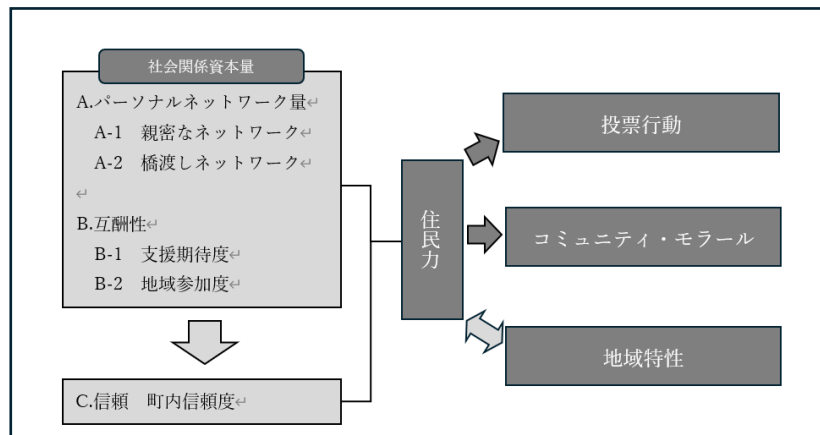 社会関係資本量
A.パーソナルネットワーク量↵
A-1　親密なネットワーク↵
A-2　橋渡しネットワーク↵
↵
B.互酬性↵
B-1　支援期待度↵
B-2　地域参加度↵
C.信頼　町内信頼度↵
住民力
投票行動
コミュニティ・モラール
地域特性